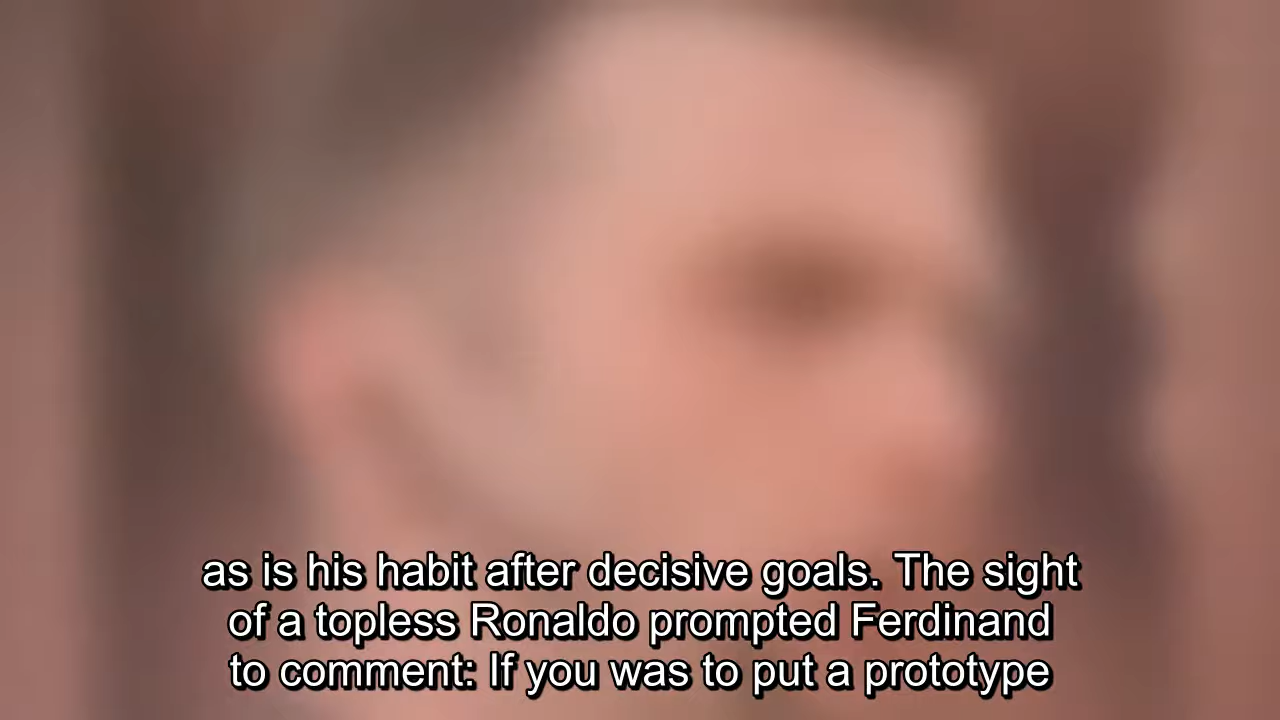 as is his habit after decisive goals. The sight
of a topless Ronaldo prompted Ferdinand
to comment: If you was to put a prototype